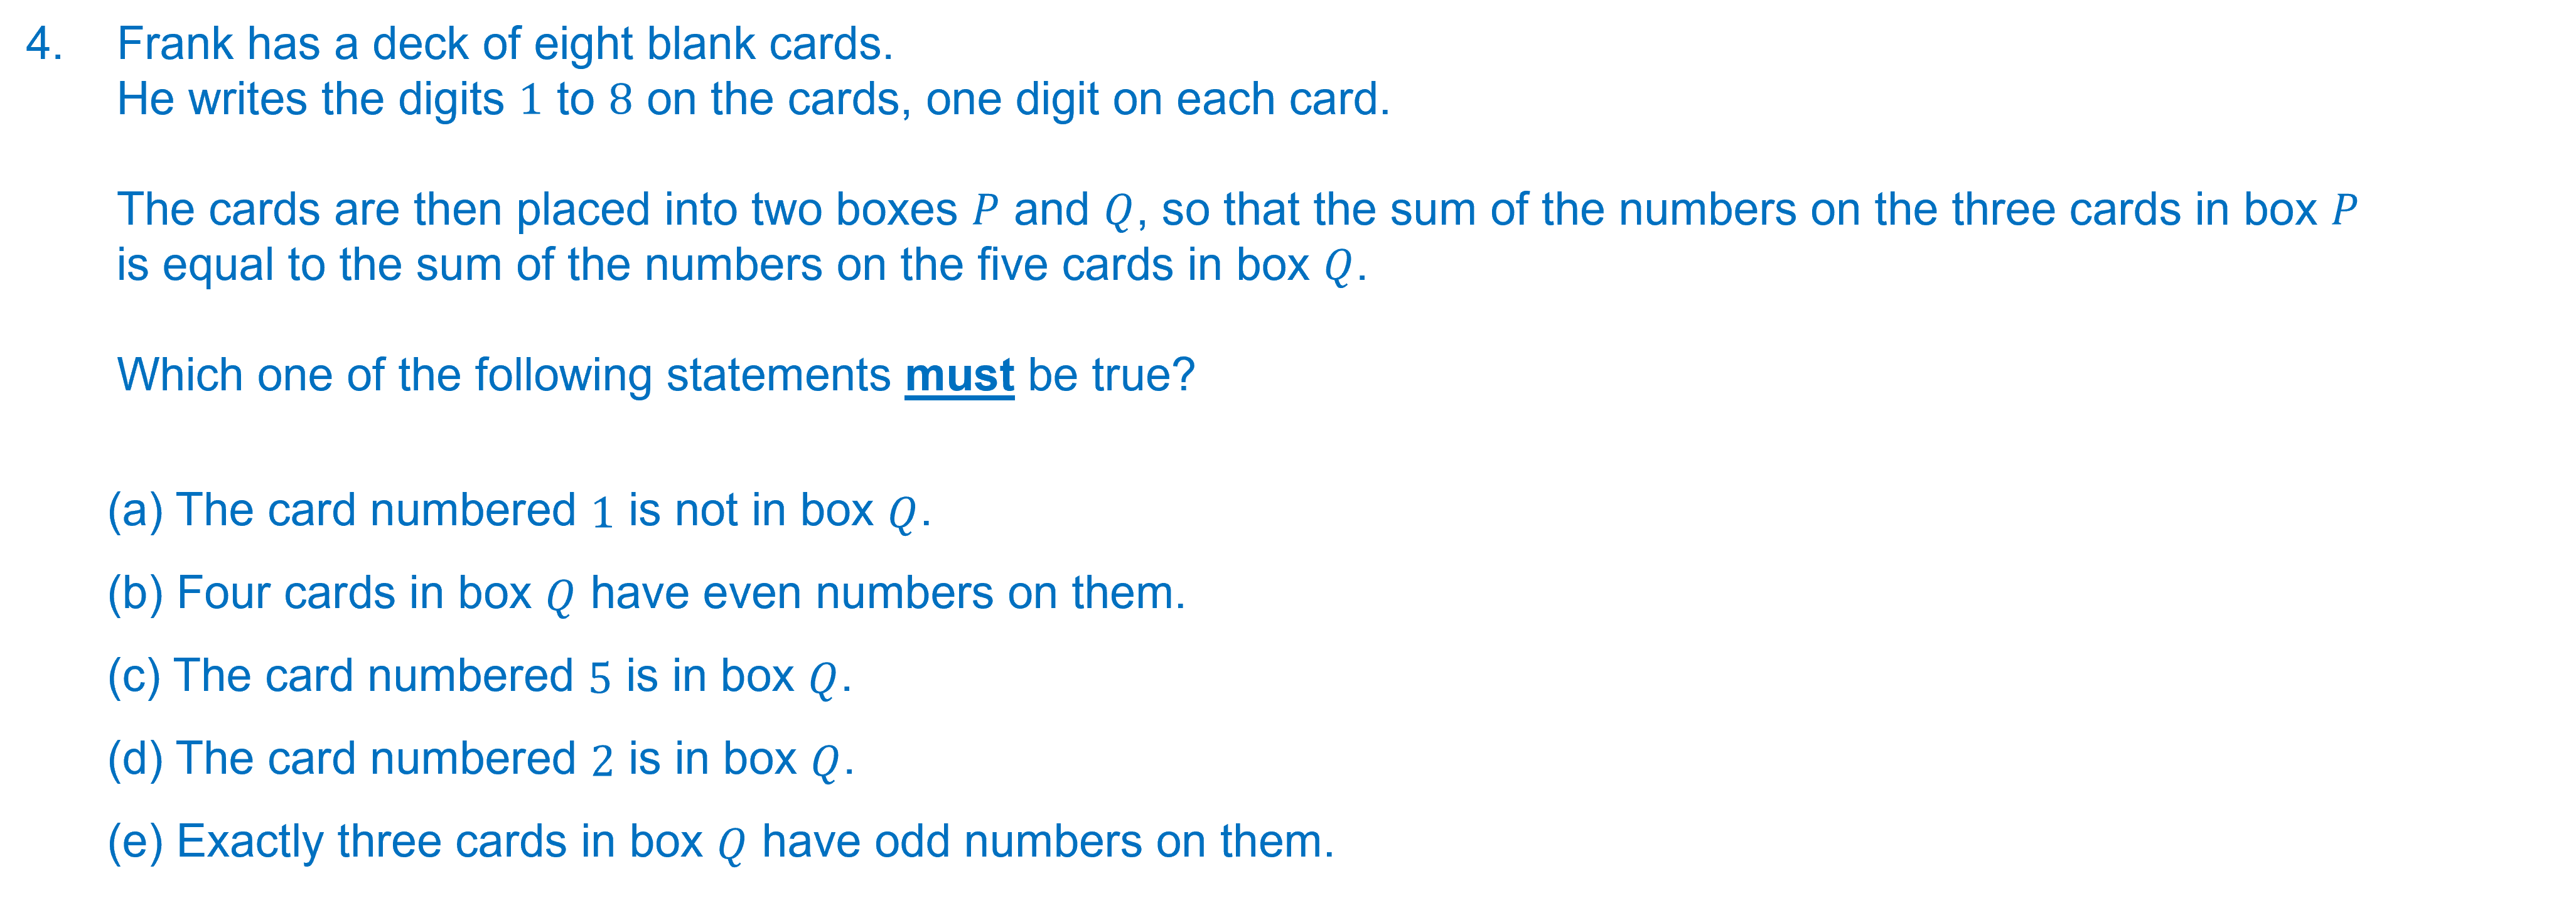 4. Frank has a deck of eight blank cards.
He writes the digits 1 to 8 on the cards, one digit on each card.
The cards are then placed into two boxes P and Q, so that the sum of the numbers on the three cards in box P
is equal to the sum of the numbers on the five cards in box Q.
Which one of the following statements must be true?
(a) The card numbered 1 is not in box Q.
(b) Four cards in box Q have even numbers on them.
(c) The card numbered 5 is in box Q.
(d) The card numbered 2 is in box Q.
(e) Exactly three cards in box Q have odd numbers on them.